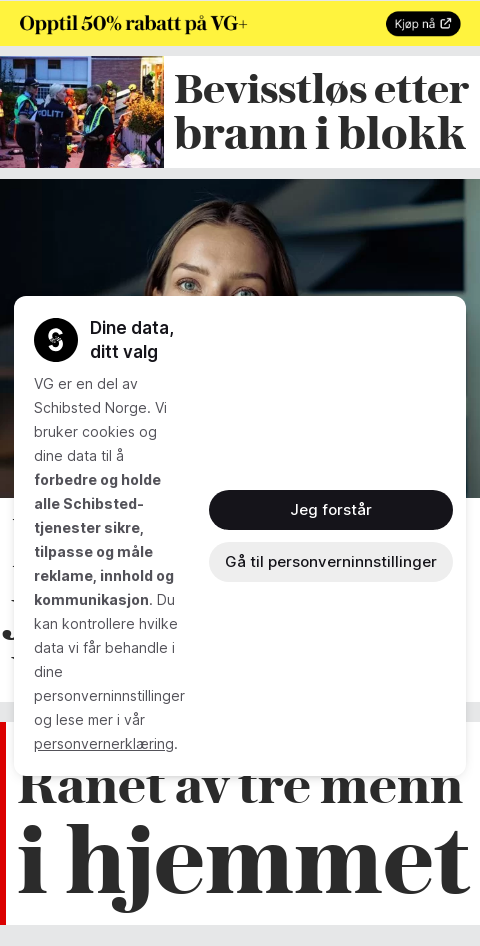 Opptil 50% rabatt på VG+
Kjøp nå
POLITI
Bevisstløs etter
brann i blokk
Dine data,
ditt valg
VG er en del av
Schibsted Norge. Vi
bruker cookies og
dine data til å
forbedre og holde
alle Schibsted-
tjenester sikre,
tilpasse og måle
reklame, innhold og
kommunikasjon. Du
kan kontrollere hvilke
data vi får behandle i
dine
personverninnstillinger
og lese mer i vår
personvernerklæring.
Jeg forstår
Gå til personverninnstillinger
Ranet av tre menn
i hjemmet